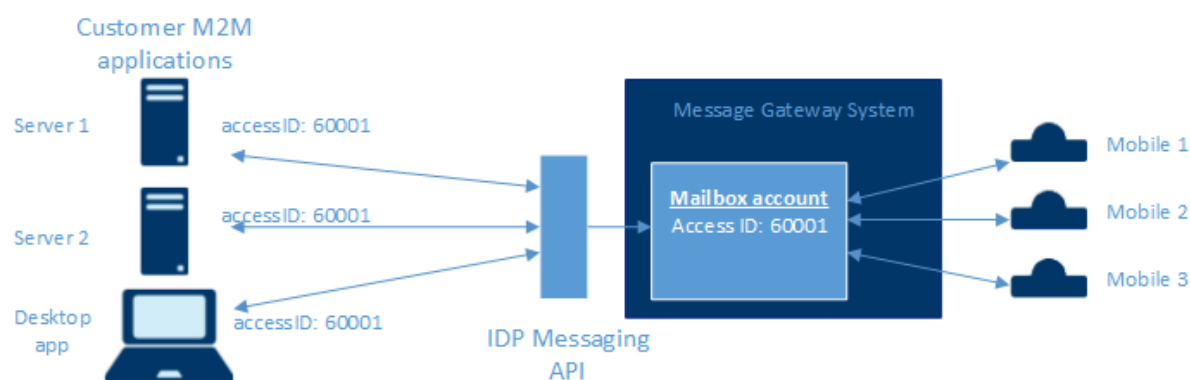 Customer M2M
applications
Server 1
accessID: 60001
Server 2
accessID: 60001
Desktop
app
accessID: 60001
IDP Messaging
API
Message Gateway System
Mailbox account
Access ID: 60001
Mobile 1
Mobile 2
Mobile 3